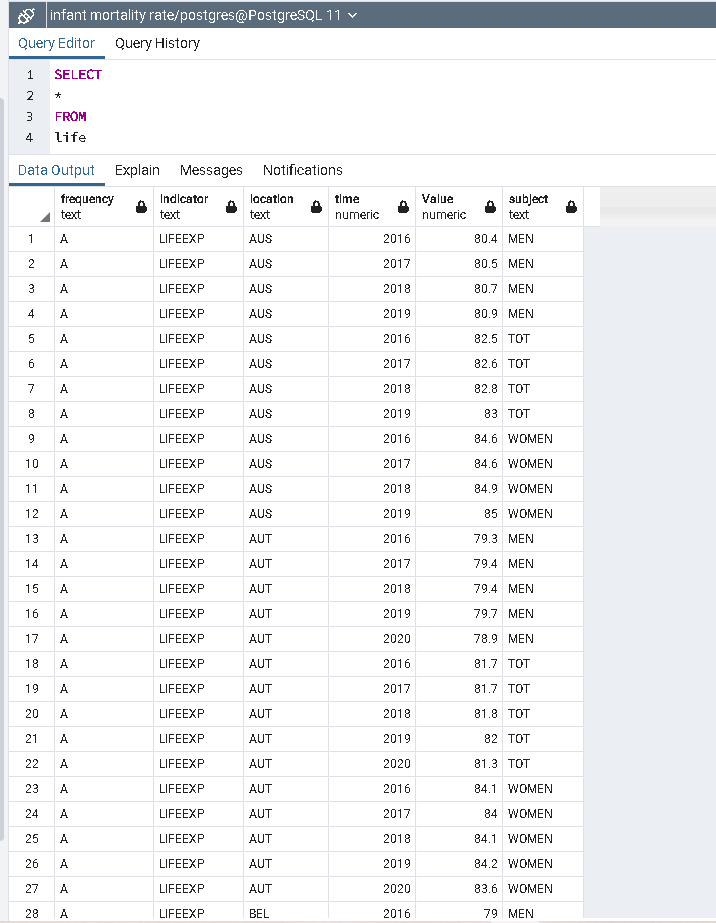 infant mortality rate/postgres@PostgreSQL 11
Query Editor Query History
1 SELECT
2 *
3 FROM
4 life
Data Output Explain Messages Notifications
frequency text indicator text location text time numeric Value numeric subject text
1 A LIFEEXP AUS 2016 80.4 MEN
2 A LIFEEXP AUS 2017 80.5 MEN
3 A LIFEEXP AUS 2018 80.7 MEN
4 A LIFEEXP AUS 2019 80.9 MEN
5 A LIFEEXP AUS 2016 82.5 TOT
6 A LIFEEXP AUS 2017 82.6 TOT
7 A LIFEEXP AUS 2018 82.8 TOT
8 A LIFEEXP AUS 2019 83 TOT
9 A LIFEEXP AUS 2016 84.6 WOMEN
10 A LIFEEXP AUS 2017 84.6 WOMEN
11 A LIFEEXP AUS 2018 84.9 WOMEN
12 A LIFEEXP AUS 2019 85 WOMEN
13 A LIFEEXP AUT 2016 79.3 MEN
14 A LIFEEXP AUT 2017 79.4 MEN
15 A LIFEEXP AUT 2018 79.4 MEN
16 A LIFEEXP AUT 2019 79.7 MEN
17 A LIFEEXP AUT 2020 78.9 MEN
18 A LIFEEXP AUT 2016 81.7 TOT
19 A LIFEEXP AUT 2017 81.7 TOT
20 A LIFEEXP AUT 2018 81.8 TOT
21 A LIFEEXP AUT 2019 82 TOT
22 A LIFEEXP AUT 2020 81.3 TOT
23 A LIFEEXP AUT 2016 84.1 WOMEN
24 A LIFEEXP AUT 2017 84 WOMEN
25 A LIFEEXP AUT 2018 84.1 WOMEN
26 A LIFEEXP AUT 2019 84.2 WOMEN
27 A LIFEEXP AUT 2020 83.6 WOMEN
28 A LIFEEXP BEL 2016 79 MEN